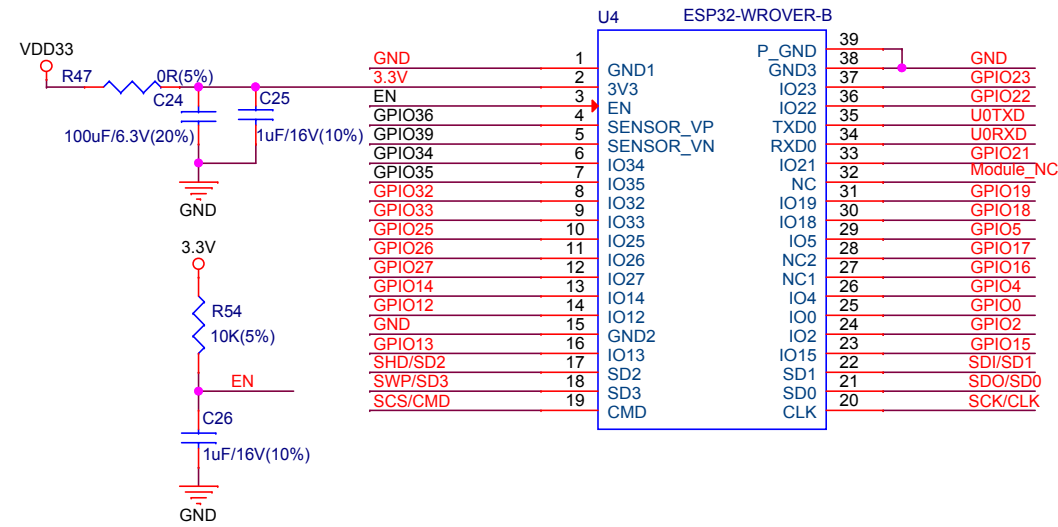 U4 ESP32-WROVER-B
VDD33
R47 0R(5%)
C24
100uF/6.3V(20%)
C25
1uF/16V(10%)
GND
3.3V
R54
10K(5%)
EN
C26
1uF/16V(10%)
GND
GND 1 GND1
3.3V 2 3V3
EN 3 EN
GPIO36 4 SENSOR_VP
GPIO39 5 SENSOR_VN
GPIO34 6 IO34
GPIO35 7 IO35
GPIO32 8 IO32
GPIO33 9 IO33
GPIO25 10 IO25
GPIO26 11 IO26
GPIO27 12 IO27
GPIO14 13 IO14
GPIO12 14 IO12
GND 15 GND2
GPIO13 16 IO13
SHD/SD2 17 SD2
SWP/SD3 18 SD3
SCS/CMD 19 CMD
P_GND 39
GND3 38 GND
IO23 37 GPIO23
IO22 36 GPIO22
TXD0 35 U0TXD
RXD0 34 U0RXD
IO21 33 GPIO21
NC 32 Module_NC
IO19 31 GPIO19
IO18 30 GPIO18
IO5 29 GPIO5
NC2 28 GPIO17
NC1 27 GPIO16
IO4 26 GPIO4
IO0 25 GPIO0
IO2 24 GPIO2
IO15 23 GPIO15
SD1 22 SDI/SD1
SD0 21 SDO/SD0
CLK 20 SCK/CLK